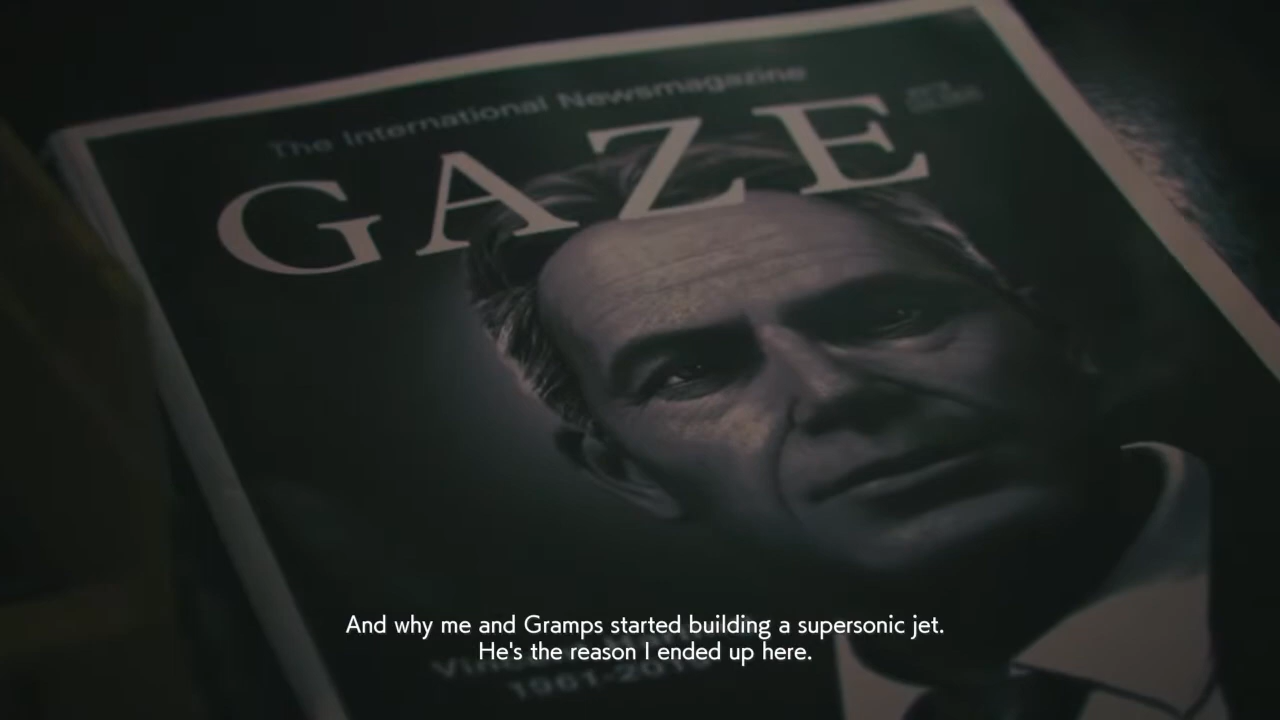 The International Newsmagazine
GAZE
And why me and Gramps started building a supersonic jet.
He's the reason I ended up here.